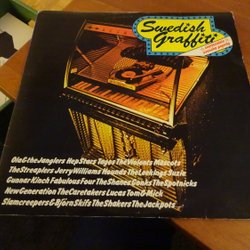 Swedish
Graffiti
Ola & the Janglers Hep Stars Tages The Violents Mascots
The Streaplers Jerry Williams Hounds The Lee Kings Suzie
Gunnar Kinch Fabulous Four The Shanes Gonks The Spotnicks
New Generation The Caretakers Lucas Tom & Mick
Slamcreepers & Björn Skifs The Shakers The Jackpots